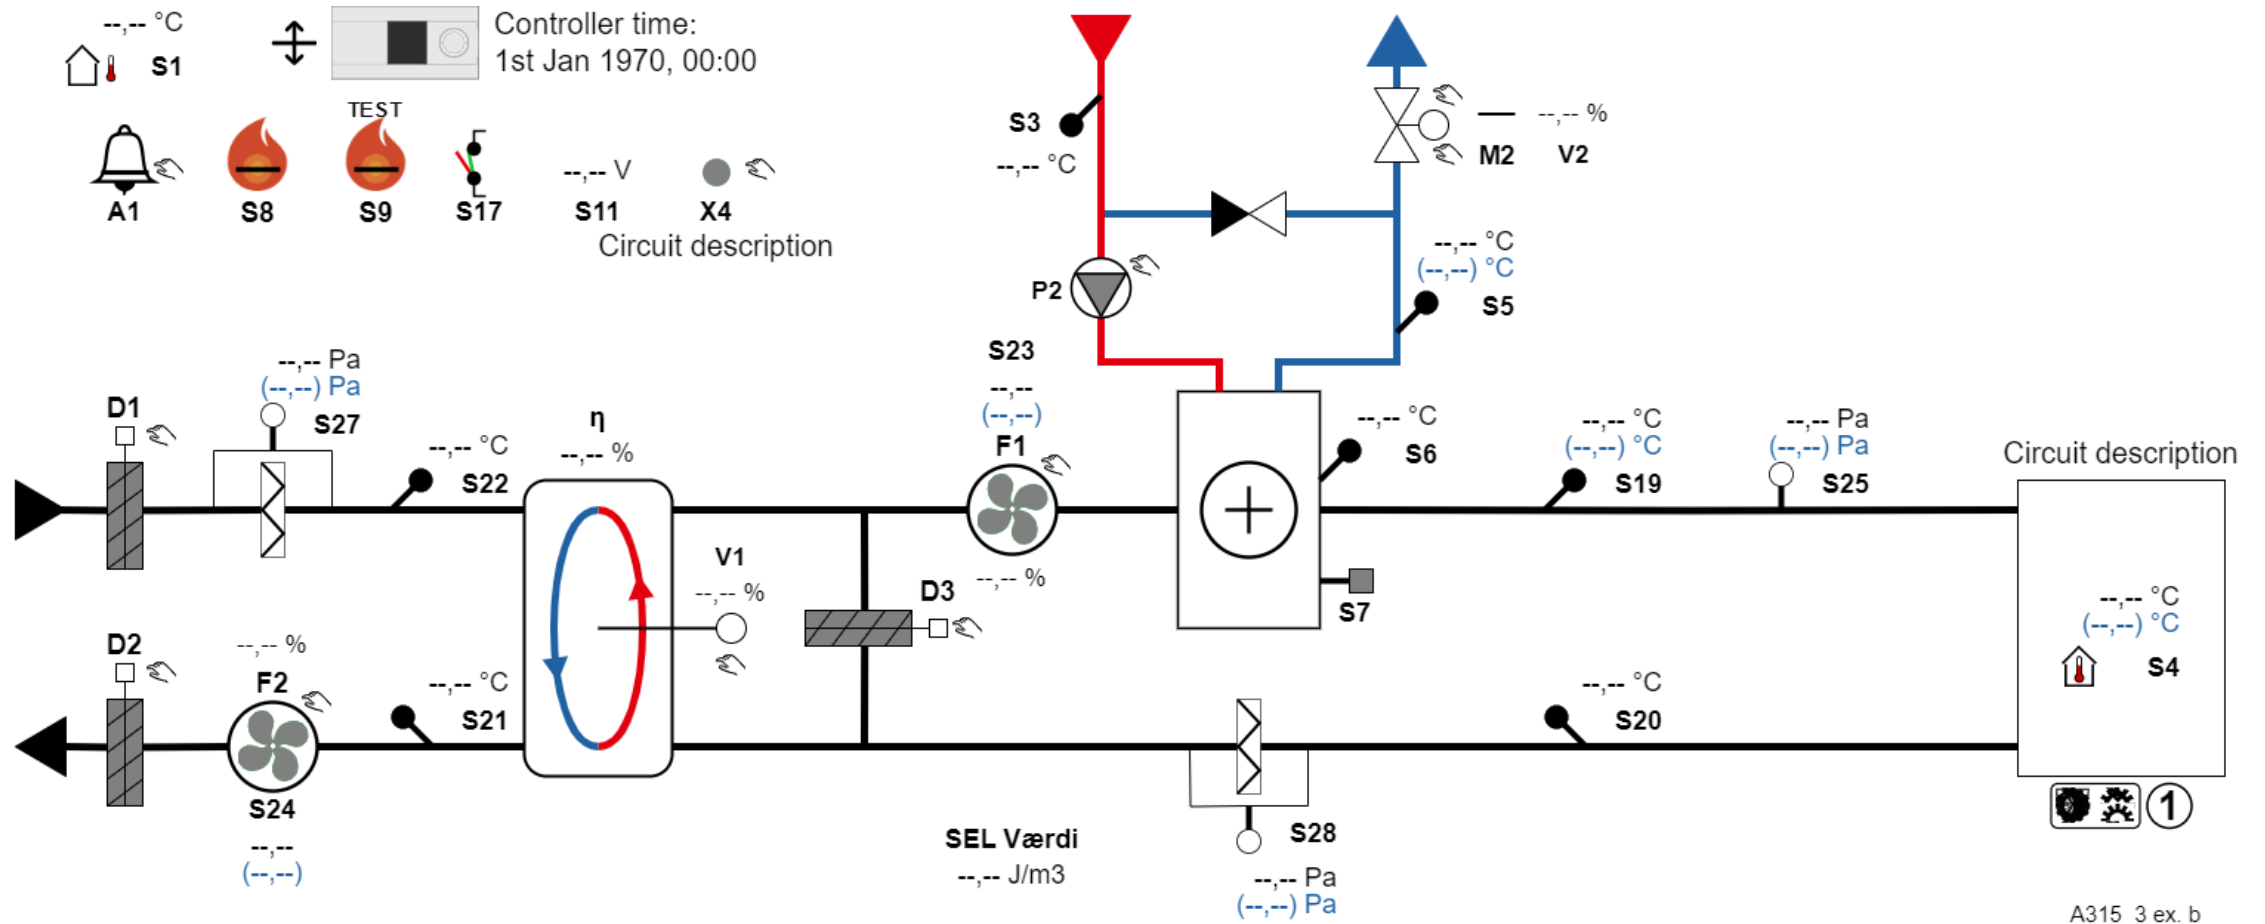 --,-- °C
S1
Controller time:
1st Jan 1970, 00:00
TEST
A1
S8
S9
S17
--,-- V
S11
X4
Circuit description
S3
--,-- °C
--,-- %
M2
V2
P2
--,-- °C
(--,--) °C
S5
--,-- Pa
(--,--) Pa
S27
D1
--,-- °C
S22
η
--,-- %
S23
--,--
(--,--)
F1
--,-- %
V1
--,-- %
D3
--,-- °C
S6
S7
--,-- °C
(--,--) °C
S19
--,-- Pa
(--,--) Pa
S25
Circuit description
--,-- °C
(--,--) °C
S4
1
D2
--,-- %
F2
S24
--,--
(--,--)
--,-- °C
S21
SEL Værdi
--,-- J/m3
S28
--,-- Pa
(--,--) Pa
--,-- °C
S20
A315_3 ex. b